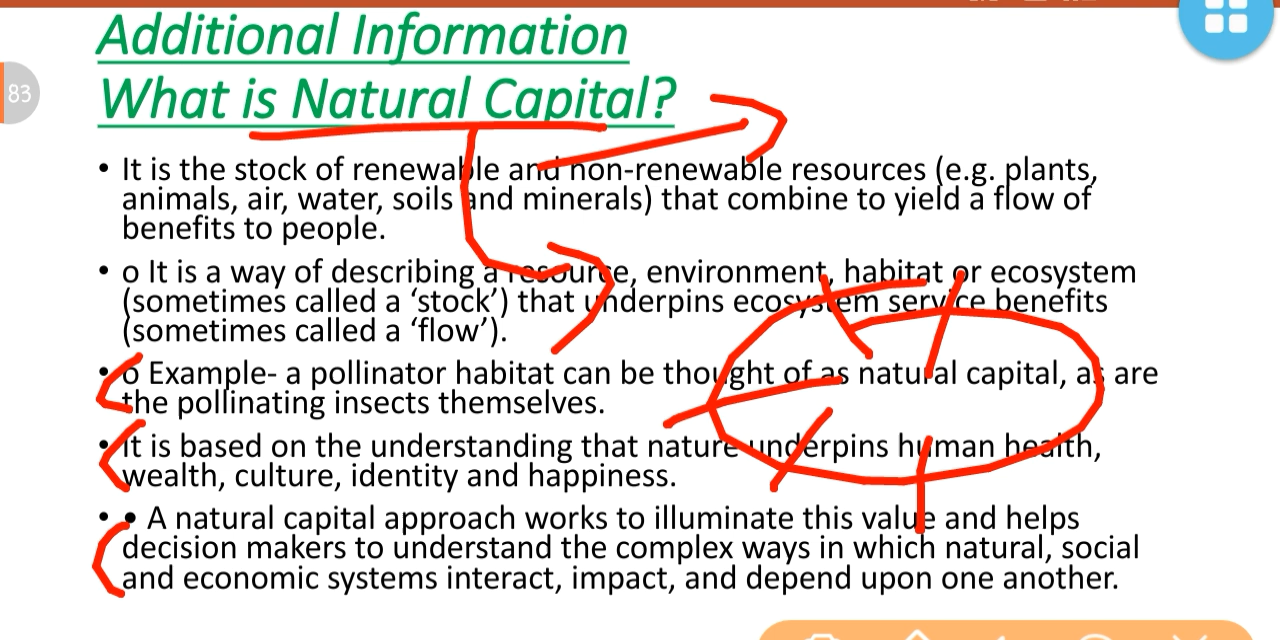 Additional Information
What is Natural Capital?
83
• It is the stock of renewable and non-renewable resources (e.g. plants,
animals, air, water, soils and minerals) that combine to yield a flow of
benefits to people.
• o It is a way of describing a resource, environment, habitat or ecosystem
(sometimes called a ‘stock’) that underpins ecosystem service benefits
(sometimes called a ‘flow’).
• o Example- a pollinator habitat can be thought of as natural capital, as are
the pollinating insects themselves.
• It is based on the understanding that nature underpins human health,
wealth, culture, identity and happiness.
• • A natural capital approach works to illuminate this value and helps
decision makers to understand the complex ways in which natural, social
and economic systems interact, impact, and depend upon one another.